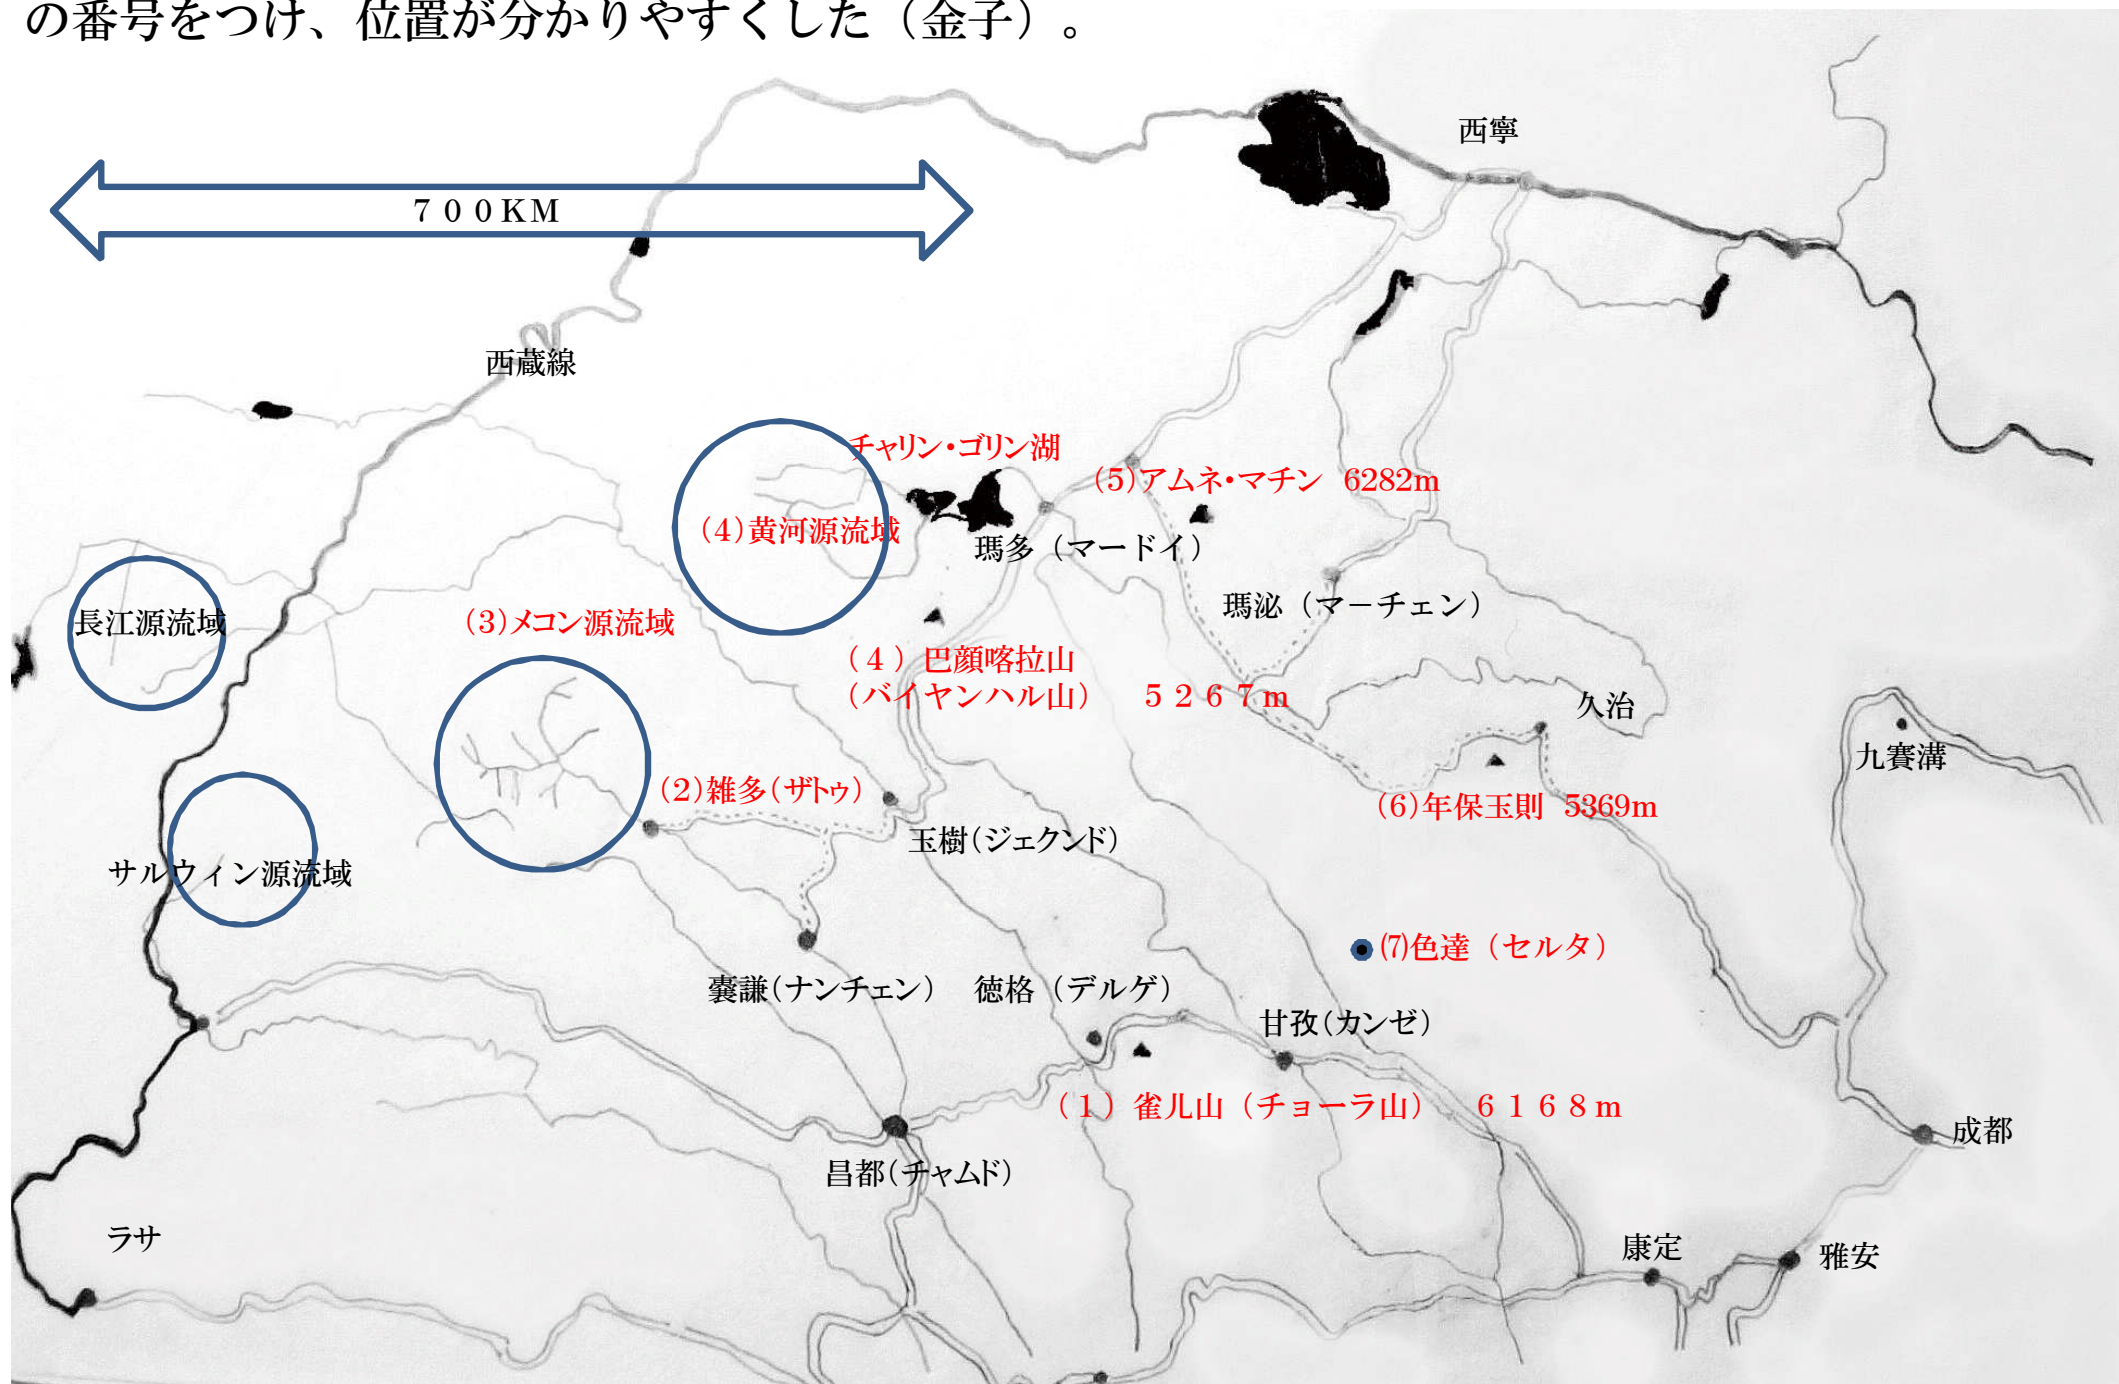 の番号をつけ、位置が分かりやすくした（金子）。
西寧
７００KM
西蔵線
チャリン・ゴリン湖
(5)アムネ・マチン 6282m
(4)黄河源流域
瑪多（マードイ）
長江源流域
(3)メコン源流域
瑪泌（マーチェン）
（４）巴顔喀拉山
（バイヤンハル山）　５２６７m
久治
九賽溝
(2)雑多(ザトゥ)
(6)年保玉則 5369m
玉樹(ジェクンド)
サルウィン源流域
⑺色達（セルタ）
嚢謙(ナンチェン)
徳格（デルゲ）
甘孜(カンゼ)
（１）雀儿山（チョーラ山）　６１６８m
成都
昌都(チャムド)
ラサ
康定
雅安